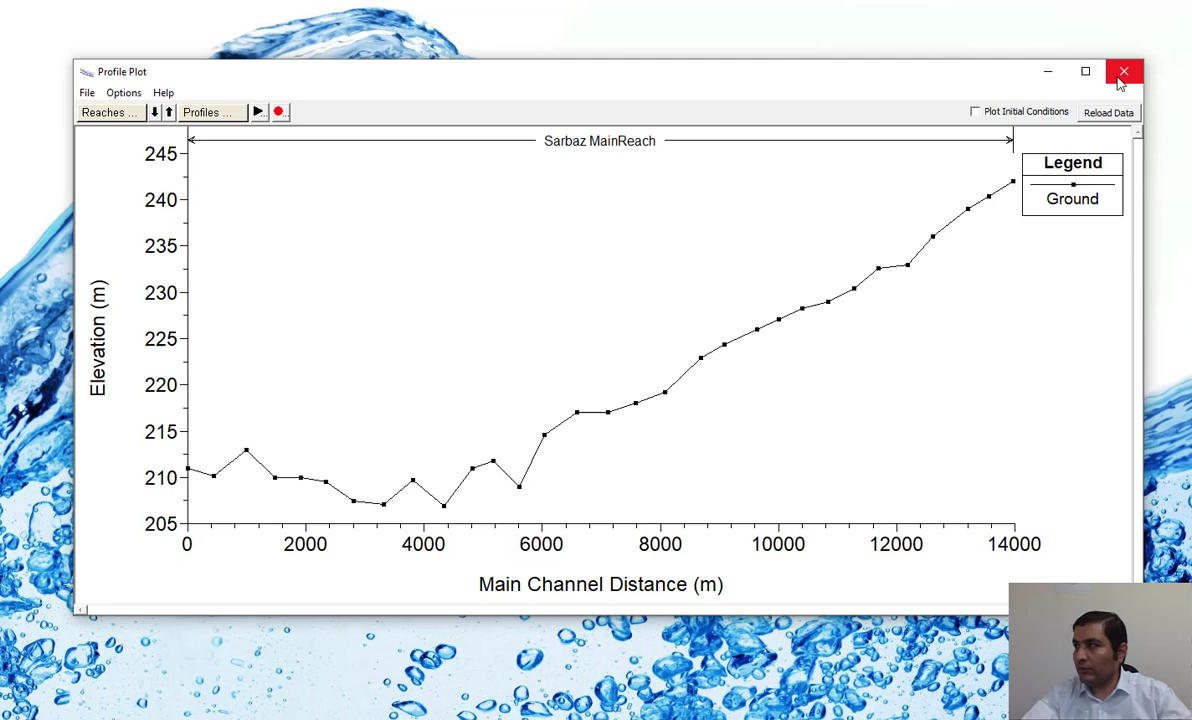 Profile Plot
File Options Help
Reaches ... Profiles ... Plot Initial Conditions Reload Data
Sarbaz MainReach
Legend
Ground
245
240
235
230
225
220
215
210
205
Elevation (m)
0 2000 4000 6000 8000 10000 12000 14000
Main Channel Distance (m)